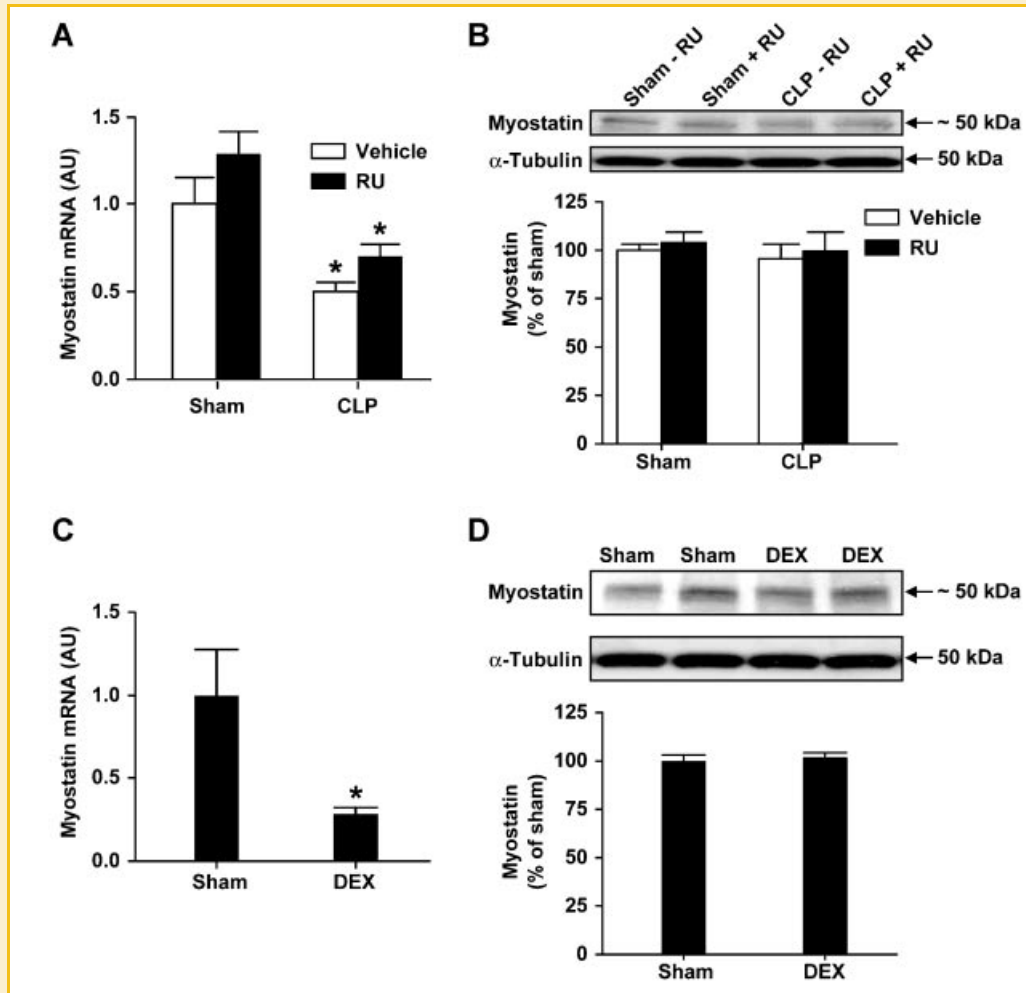 A
Myostatin mRNA (AU)
1.5
1.0
0.5
0.0
Vehicle
RU
*
*
Sham
CLP
B
Sham - RU
Sham + RU
CLP - RU
CLP + RU
Myostatin
~ 50 kDa
α-Tubulin
50 kDa
Myostatin
(% of sham)
125
100
75
50
25
0
Vehicle
RU
Sham
CLP
C
Myostatin mRNA (AU)
1.5
1.0
0.5
0.0
*
Sham
DEX
D
Sham Sham DEX DEX
Myostatin
~ 50 kDa
α-Tubulin
50 kDa
Myostatin
(% of sham)
125
100
75
50
25
0
Sham
DEX